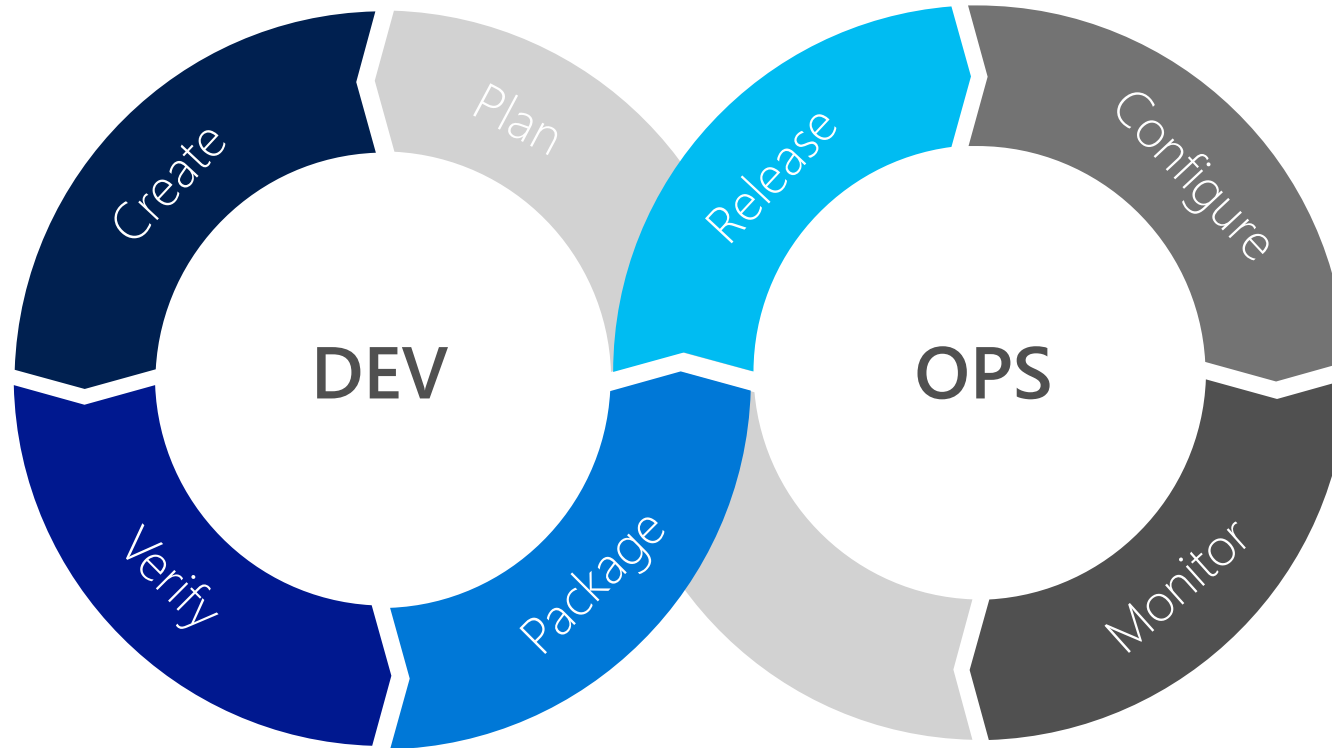 Plan
Create
Verify
Package
Release
Configure
Monitor
DEV
OPS